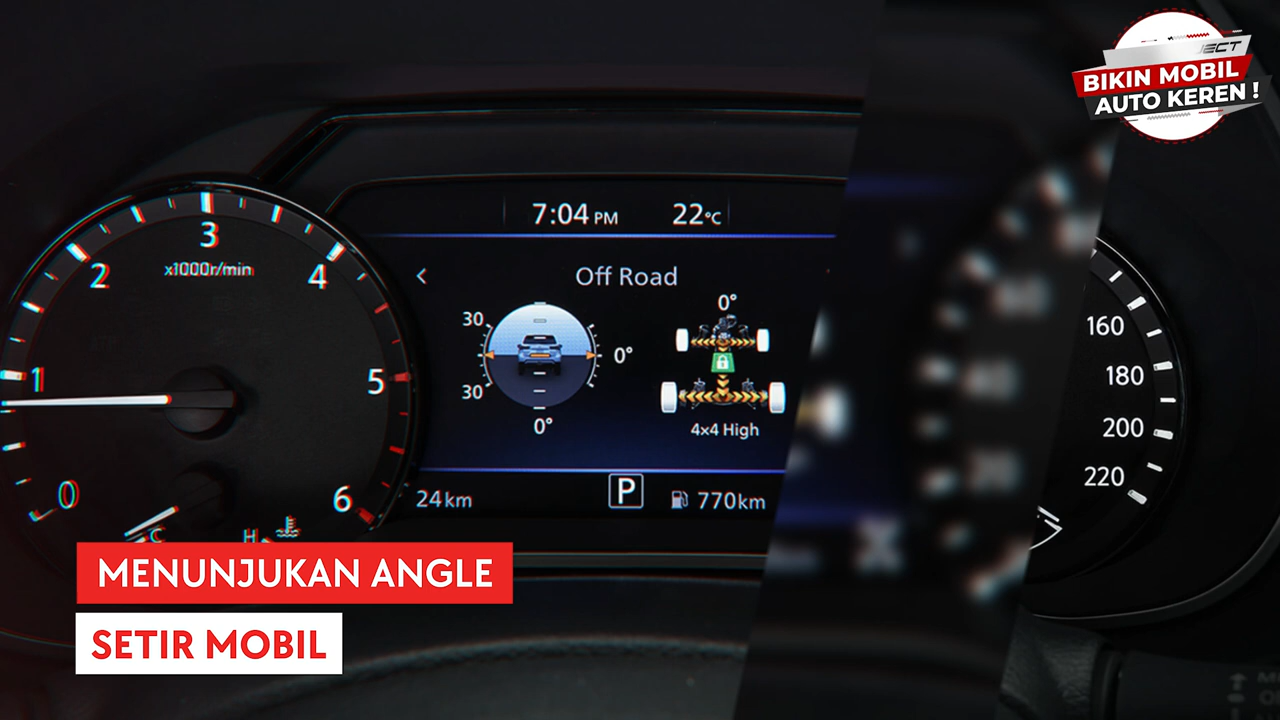 JECT
BIKIN MOBIL
AUTO KEREN !
7:04 PM
22°C
3
x1000r/min
2
4
Off Road
30
0°
0°
160
1
5
180
30
0°
4x4 High
200
220
0
6
24km
P
770km
C
H
MENUNJUKAN ANGLE
SETIR MOBIL